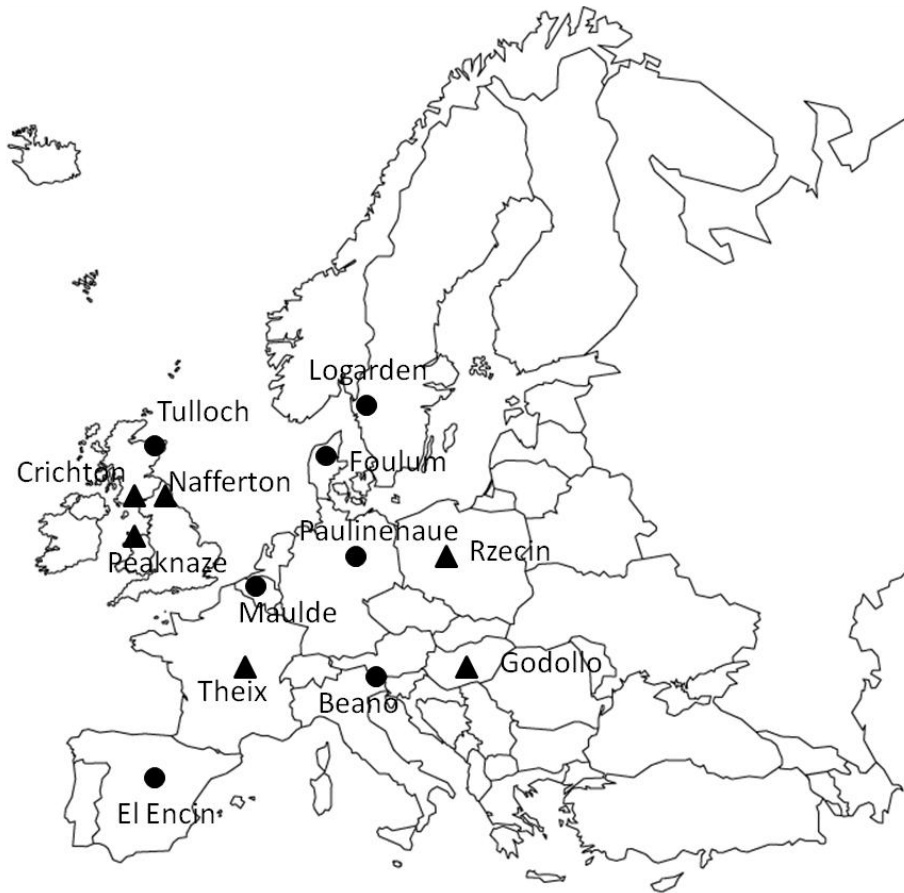 Logarden
Tulloch
Foulum
Crichton
Nafferton
Paulinenaue
Rzecin
Peaknaze
Maulde
Godollo
Theix
Beano
El Encin